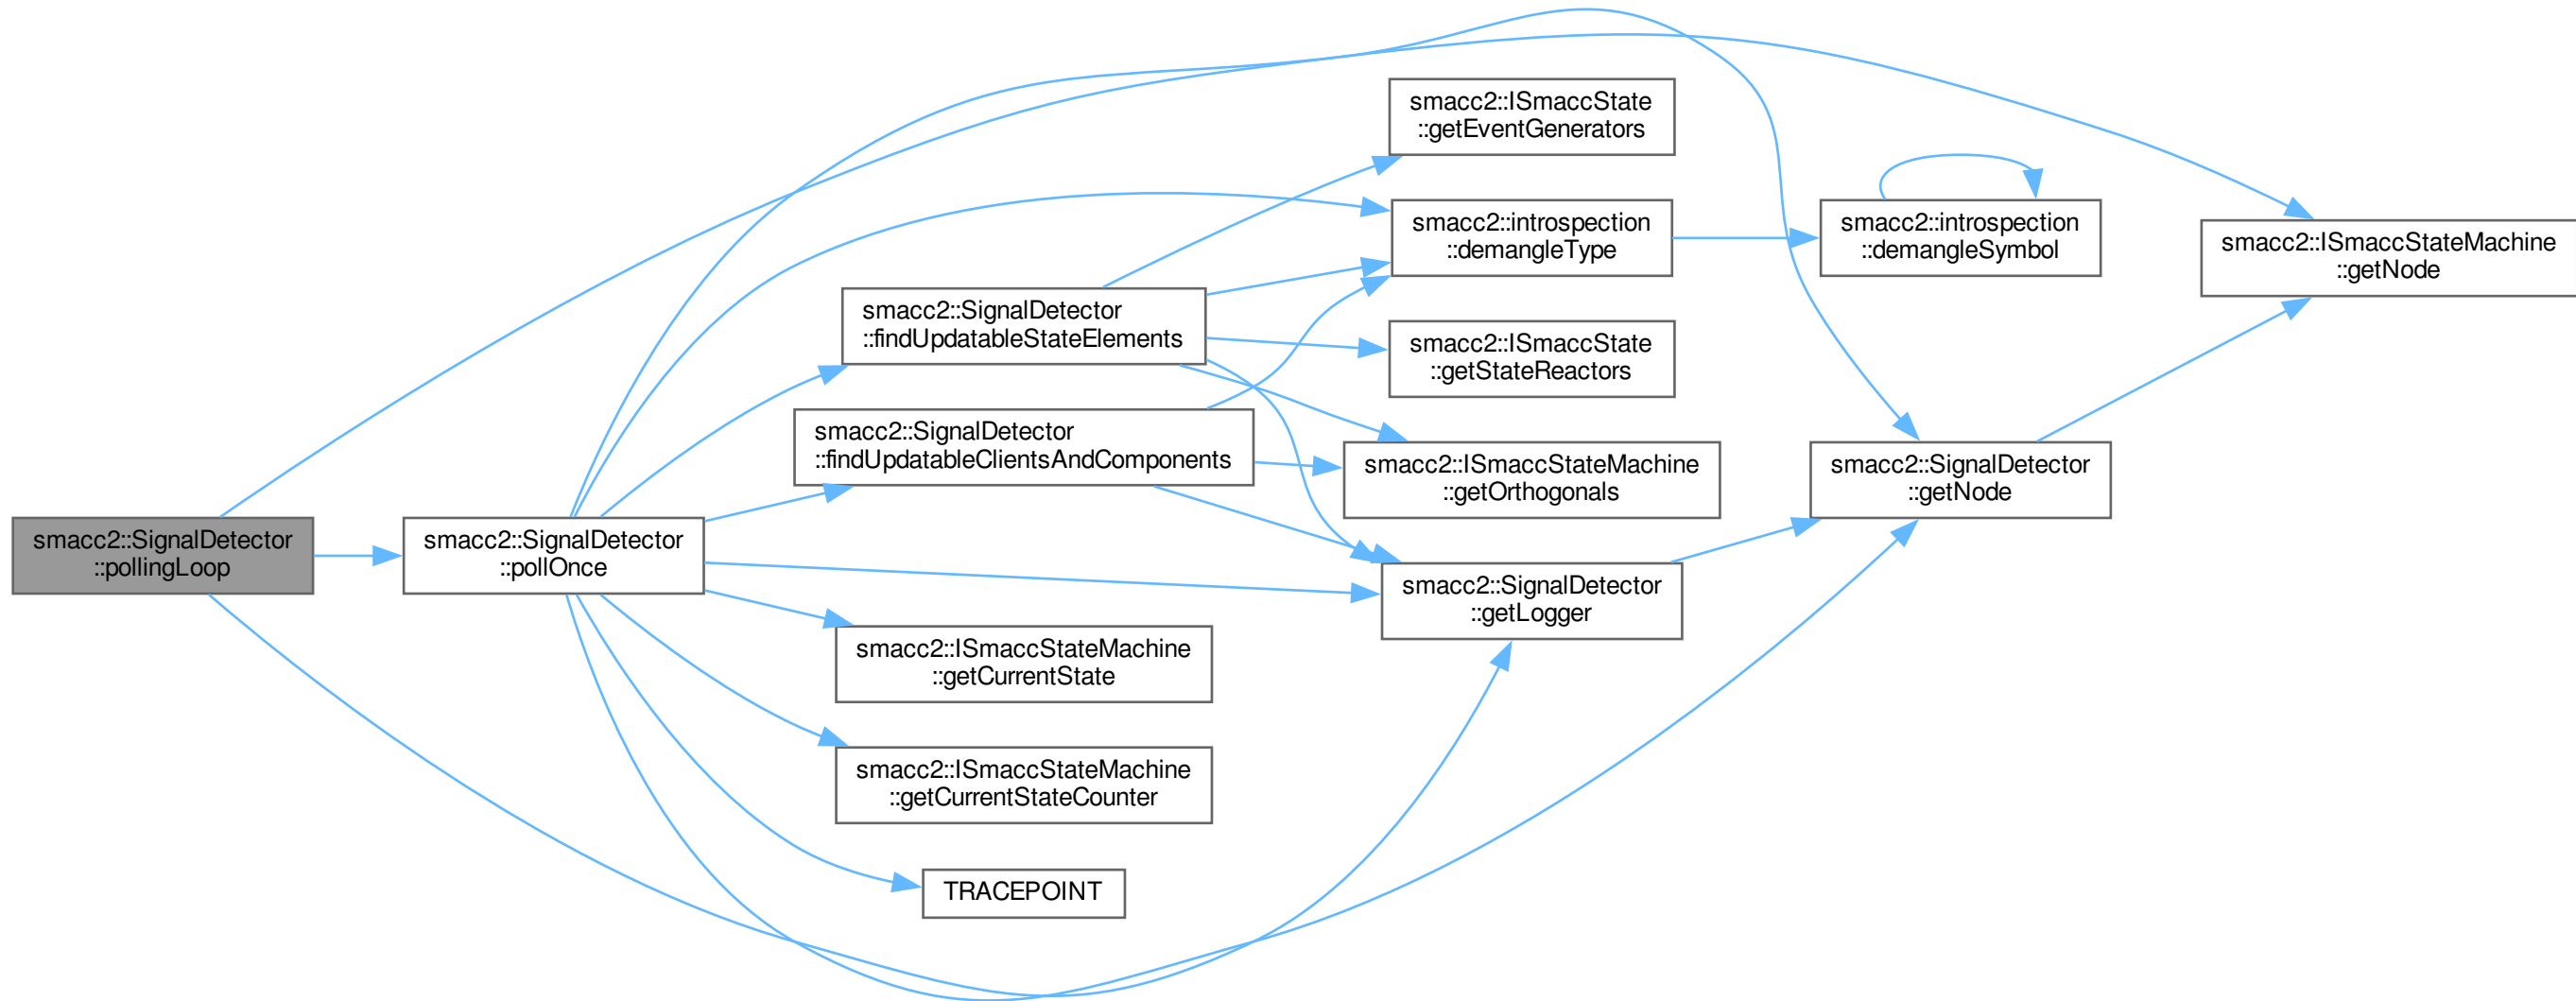 smacc2::SignalDetector
::pollingLoop
smacc2::SignalDetector
::pollOnce
smacc2::SignalDetector
::findUpdatableStateElements
smacc2::SignalDetector
::findUpdatableClientsAndComponents
smacc2::ISmaccStateMachine
::getCurrentState
smacc2::ISmaccStateMachine
::getCurrentStateCounter
TRACEPOINT
smacc2::ISmaccState
::getEventGenerators
smacc2::introspection
::demangleType
smacc2::ISmaccState
::getStateReactors
smacc2::ISmaccStateMachine
::getOrthogonals
smacc2::SignalDetector
::getLogger
smacc2::introspection
::demangleSymbol
smacc2::SignalDetector
::getNode
smacc2::ISmaccStateMachine
::getNode